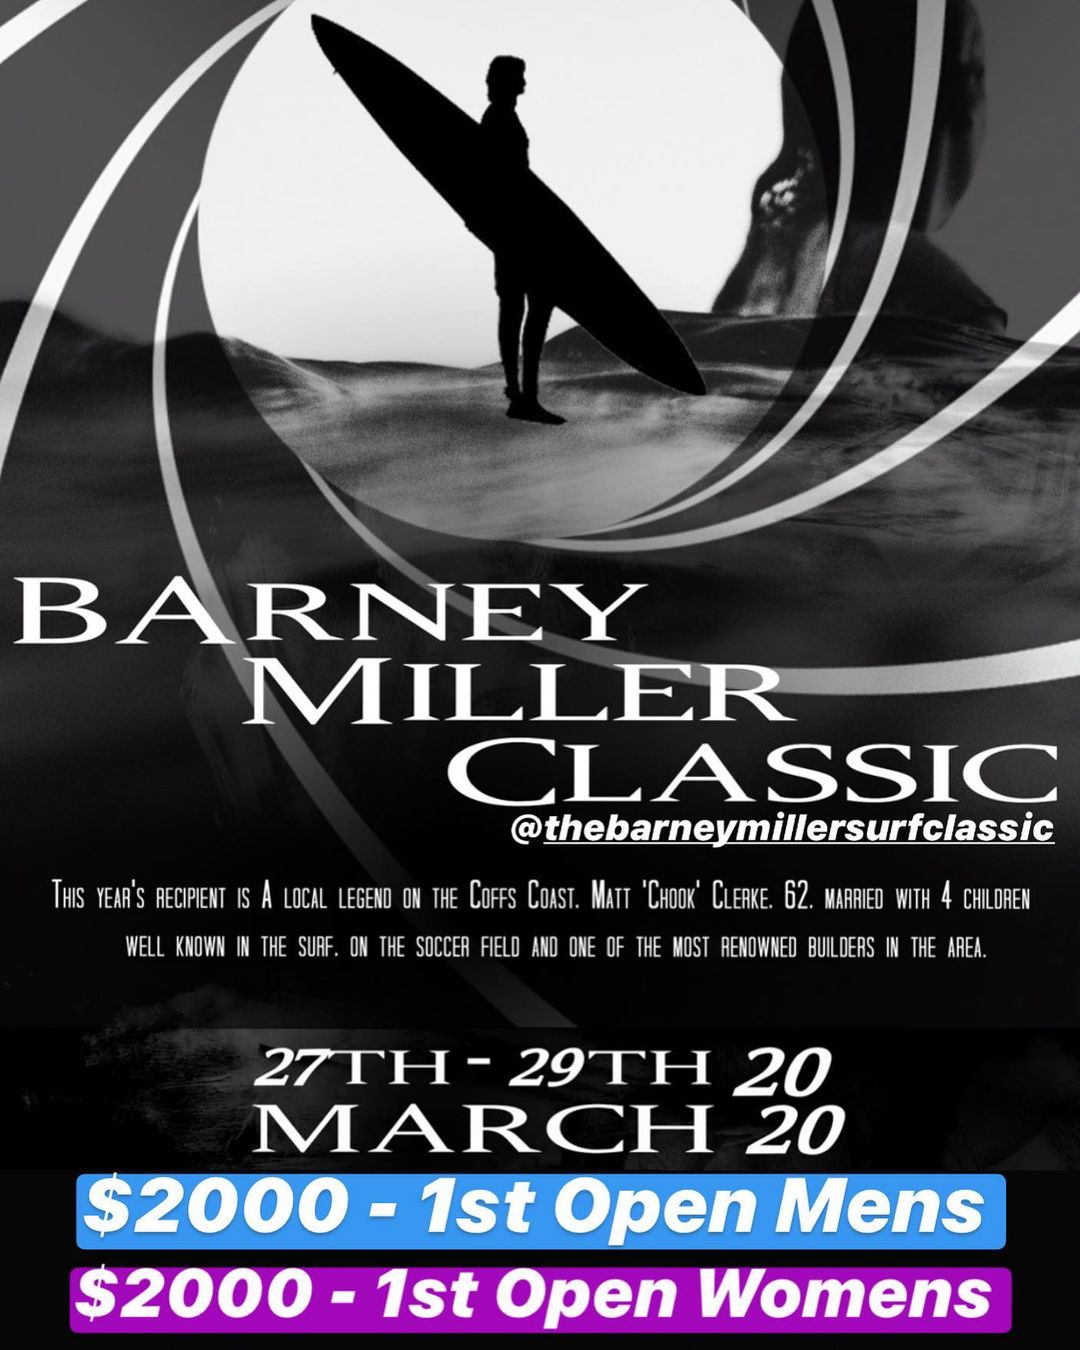 BARNEY
MILLER
CLASSIC
@thebarneymillersurfclassic
THIS YEAR'S RECIPIENT IS A LOCAL LEGEND ON THE COFFS COAST. MATT 'CHOOK' CLERKE. 62. MARRIED WITH 4 CHILDREN
WELL KNOWN IN THE SURF. ON THE SOCCER FIELD AND ONE OF THE MOST RENOWNED BUILDERS IN THE AREA.
27TH - 29TH 20
MARCH 20
$2000 - 1st Open Mens
$2000 - 1st Open Womens